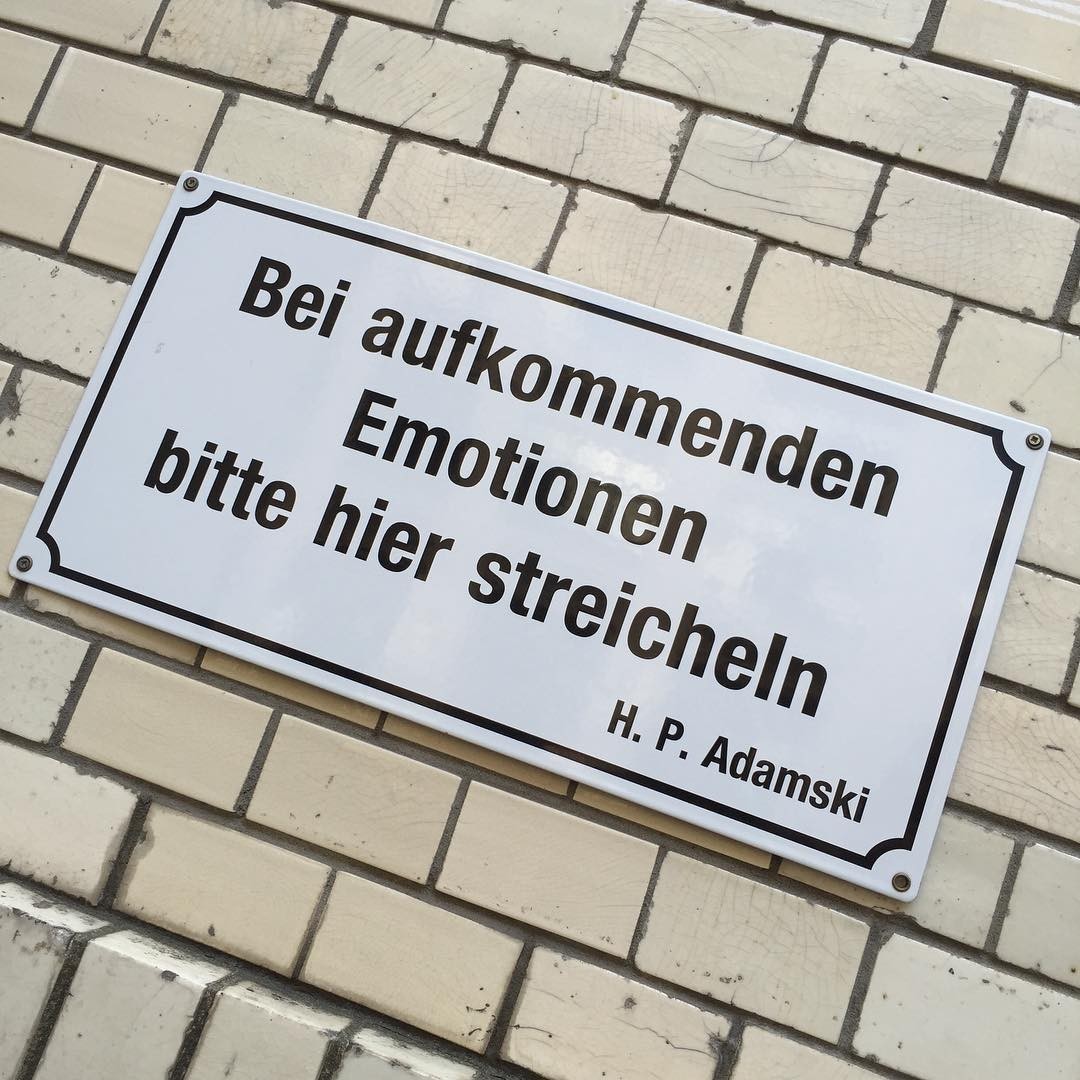 Bei aufkommenden
Emotionen
bitte hier streicheln
H. P. Adamski